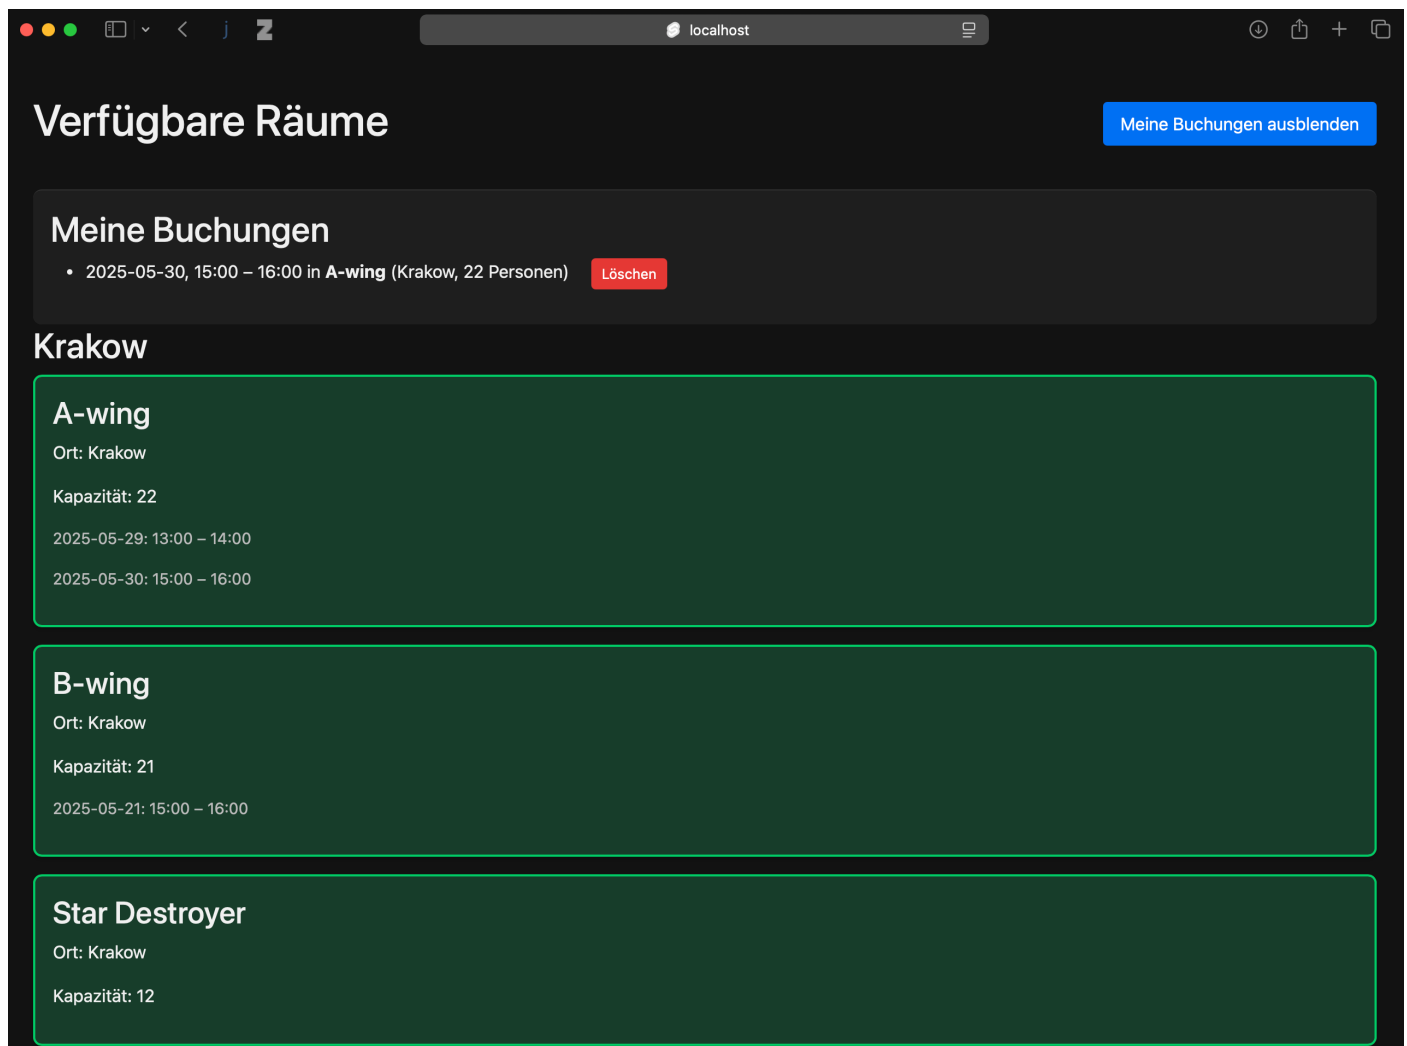 j
Z
localhost
Verfügbare Räume
Meine Buchungen ausblenden
Meine Buchungen
• 2025-05-30, 15:00 – 16:00 in A-wing (Krakow, 22 Personen)
Löschen
Krakow
A-wing
Ort: Krakow
Kapazität: 22
2025-05-29: 13:00 – 14:00
2025-05-30: 15:00 – 16:00
B-wing
Ort: Krakow
Kapazität: 21
2025-05-21: 15:00 – 16:00
Star Destroyer
Ort: Krakow
Kapazität: 12